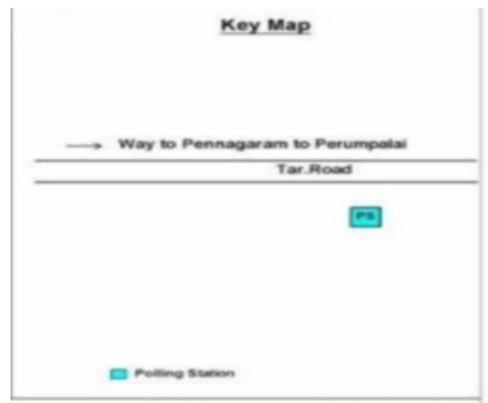 Key Map
Way to Pennagaram to Perumpalai
Tar.Road
PS
Polling Station